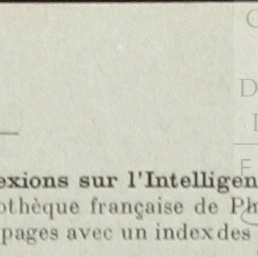 exions sur l'Intelligen
othèque française de Ph
pages avec un index des